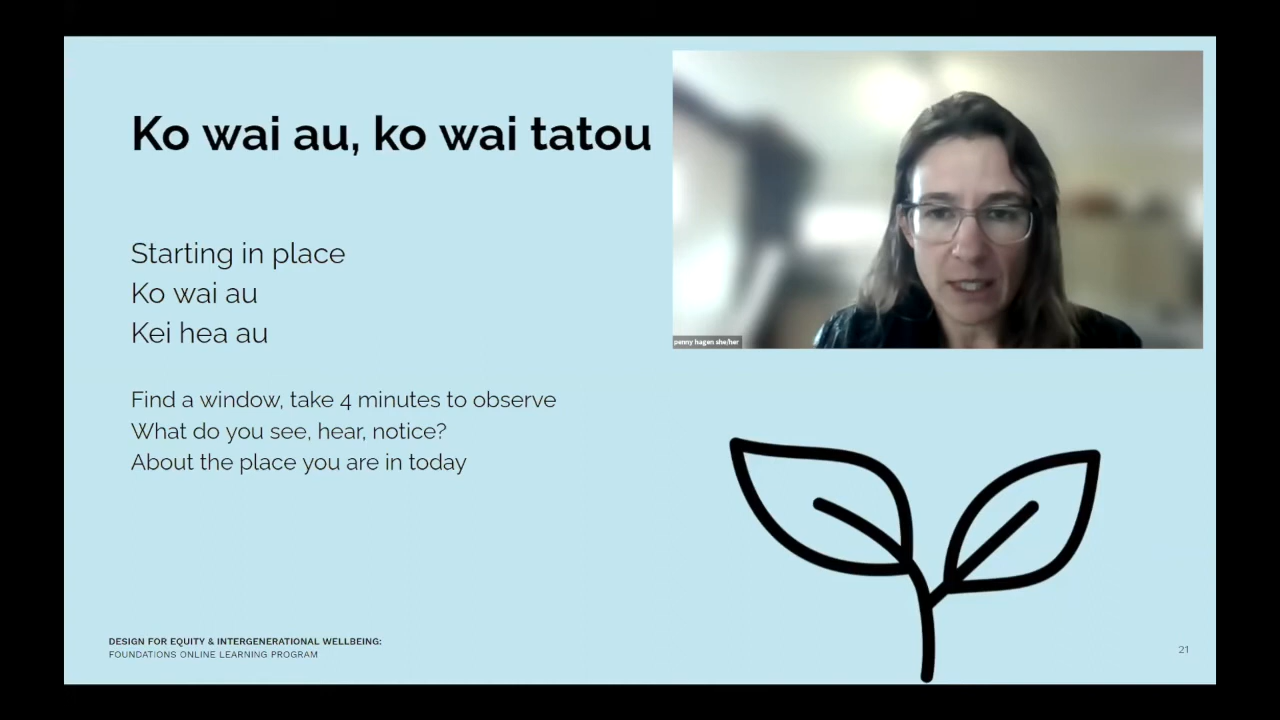 Ko wai au, ko wai tatou
Starting in place
Ko wai au
Kei hea au
Find a window, take 4 minutes to observe
What do you see, hear, notice?
About the place you are in today
penny hagen she/her
DESIGN FOR EQUITY & INTERGENERATIONAL WELLBEING:
FOUNDATIONS ONLINE LEARNING PROGRAM
21